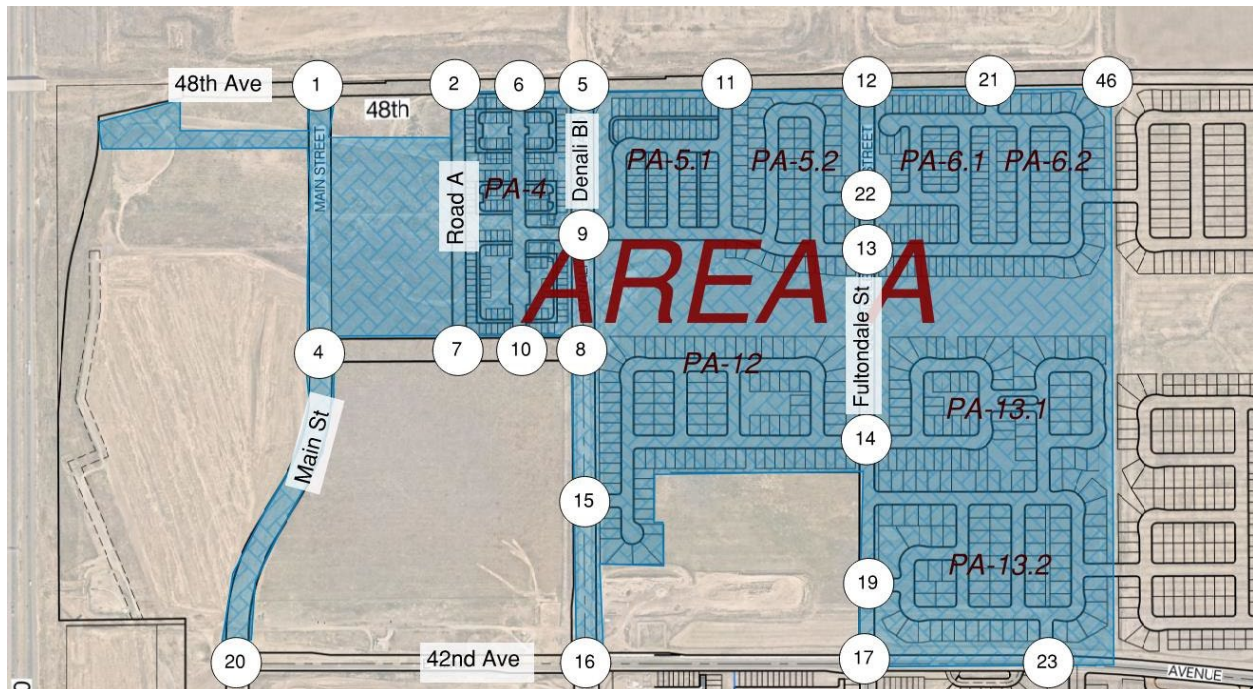 48th Ave
1
48th
2
6
5
11
12
21
46
MAIN STREET
Road A
PA-4
Denali Bl
PA-5.1
PA-5.2
STREET
PA-6.1
PA-6.2
22
9
13
AREA A
4
7
10
8
PA-12
Fultondale St
PA-13.1
Main St
14
15
PA-13.2
19
20
42nd Ave
16
17
23
AVENUE